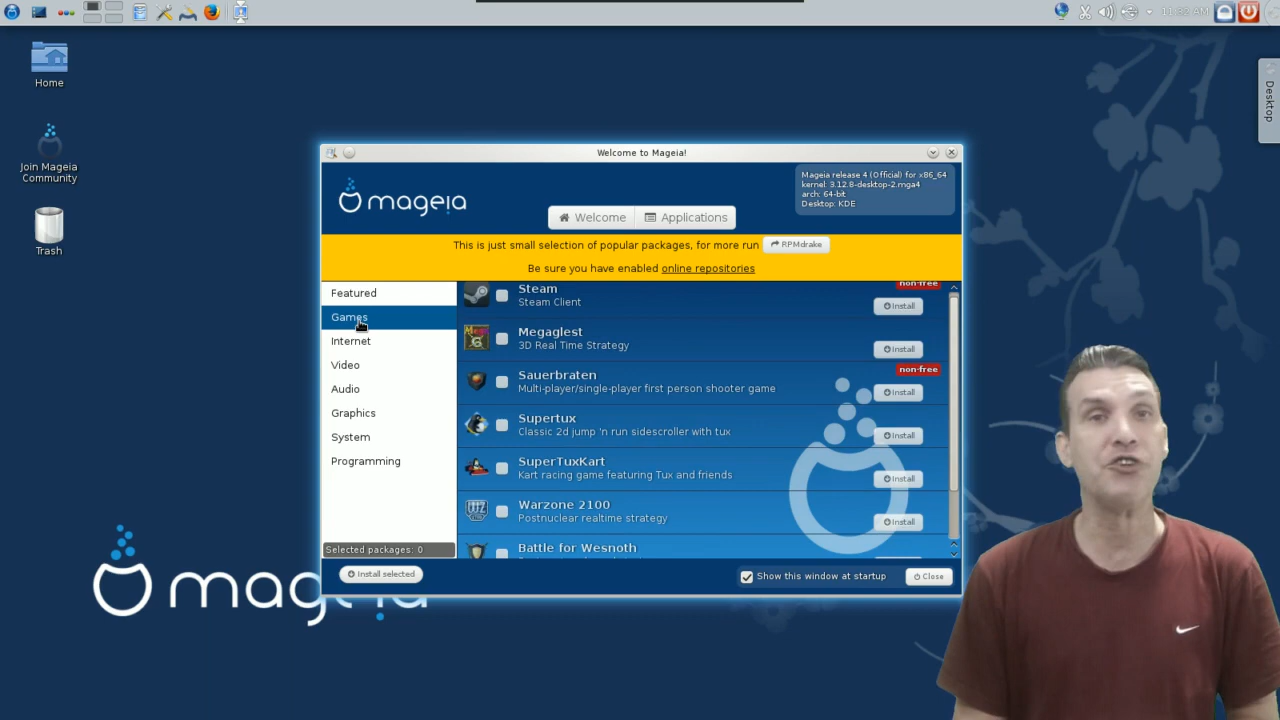 11:32 AM
Home
Join Mageia
Community
Trash
Desktop
Welcome to Mageia!
mageia
Mageia release 4 (Official) for x86_64
kernel: 3.12.8-desktop-2.mga4
arch: 64-bit
Desktop: KDE
Welcome
Applications
This is just small selection of popular packages, for more run RPMdrake
Be sure you have enabled online repositories
Featured
Games
Internet
Video
Audio
Graphics
System
Programming
Selected packages: 0
Install selected
Steam
non-free
Steam Client
Install
Megaglest
3D Real Time Strategy
Install
Sauerbraten
non-free
Multi-player/single-player first person shooter game
Install
Supertux
Classic 2d jump 'n run sidescroller with tux
Install
SuperTuxKart
Kart racing game featuring Tux and friends
Install
Warzone 2100
Postnuclear realtime strategy
Install
Battle for Wesnoth
Show this window at startup
Close